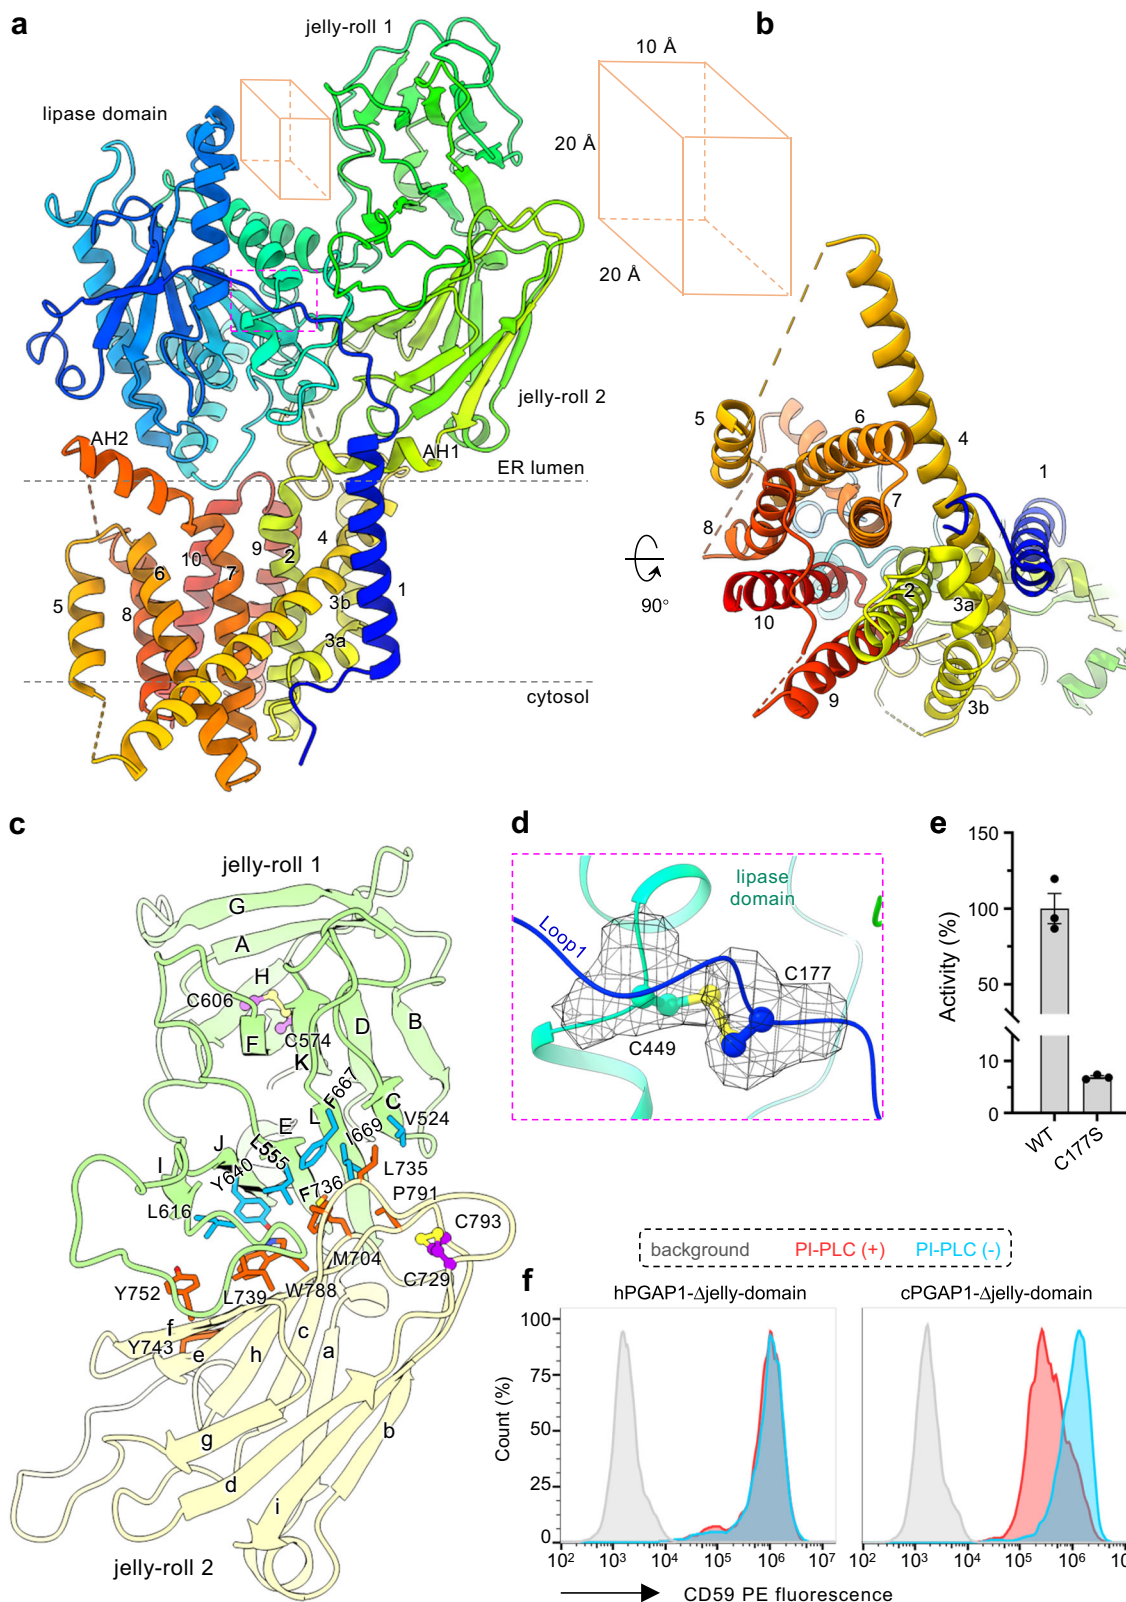 a
jelly-roll 1
lipase domain
jelly-roll 2
AH2
AH1
ER lumen
4
9
10
2
7
6
1
5
8
3b
3a
cytosol
10 Å
20 Å
20 Å
90°
b
5
6
4
1
7
8
2
3a
10
9
3b
c
jelly-roll 1
G
A
H
C606
F
C574
D
B
K
F667
C
V524
L
E
I669
J
L555
I
Y640
L735
L616
F736
P791
C793
M704
C729
Y752
L739
W788
f
Y743
e
c
h
a
g
b
d
i
jelly-roll 2
d
lipase
domain
Loop1
C177
C449
e
150
100
50
10
0
Activity (%)
WT
C177S
background PI-PLC (+) PI-PLC (-)
f
hPGAP1-Δjelly-domain
cPGAP1-Δjelly-domain
100
75
50
25
0
Count (%)
10² 10³ 10⁴ 10⁵ 10⁶ 10⁷
10² 10³ 10⁴ 10⁵ 10⁶
CD59 PE fluorescence